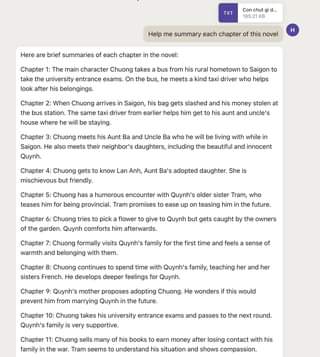 TXT
Con chut gi d...
195.21 KB
Help me summary each chapter of this novel
H
Here are brief summaries of each chapter in the novel:
Chapter 1: The main character Chuong takes a bus from his rural hometown to Saigon to
take the university entrance exams. On the bus, he meets a kind taxi driver who helps
look after his belongings.
Chapter 2: When Chuong arrives in Saigon, his bag gets slashed and his money stolen at
the bus station. The same taxi driver from earlier helps him get to his aunt and uncle's
house where he will be staying.
Chapter 3: Chuong meets his Aunt Ba and Uncle Ba who he will be living with while in
Saigon. He also meets their neighbor's daughters, including the beautiful and innocent
Quynh.
Chapter 4: Chuong gets to know Lan Anh, Aunt Ba's adopted daughter. She is
mischievous but friendly.
Chapter 5: Chuong has a humorous encounter with Quynh's older sister Tram, who
teases him for being provincial. Tram promises to ease up on teasing him in the future.
Chapter 6: Chuong tries to pick a flower to give to Quynh but gets caught by the owners
of the garden. Quynh comforts him afterwards.
Chapter 7: Chuong formally visits Quynh's family for the first time and feels a sense of
warmth and belonging with them.
Chapter 8: Chuong continues to spend time with Quynh's family, teaching her and her
sisters French. He develops deeper feelings for Quynh.
Chapter 9: Quynh's mother proposes adopting Chuong. He wonders if this would
prevent him from marrying Quynh in the future.
Chapter 10: Chuong takes his university entrance exams and passes to the next round.
Quynh's family is very supportive.
Chapter 11: Chuong sells many of his books to earn money after losing contact with his
family in the war. Tram seems to understand his situation and shows compassion.